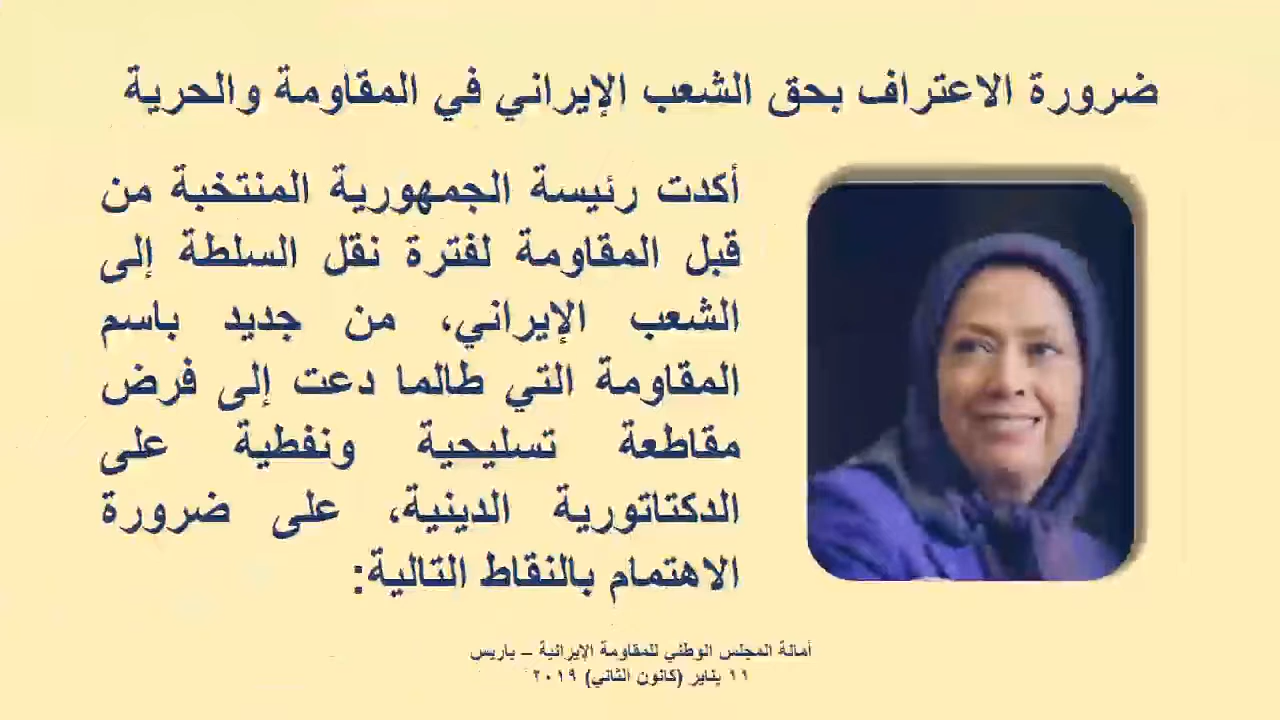 ضرورة الاعتراف بحق الشعب الإيراني في المقاومة والحرية
أكدت رئيسة الجمهورية المنتخبة من
قبل المقاومة لفترة نقل السلطة إلى
الشعب الإيراني، من جديد باسم
المقاومة التي طالما دعت إلى فرض
مقاطعة تسليحية ونفطية على
الدكتاتورية الدينية، على ضرورة
الاهتمام بالنقاط التالية:
أمانة المجلس الوطني للمقاومة الإيرانية – باريس
١١ يناير (كانون الثاني) ٢٠١٩